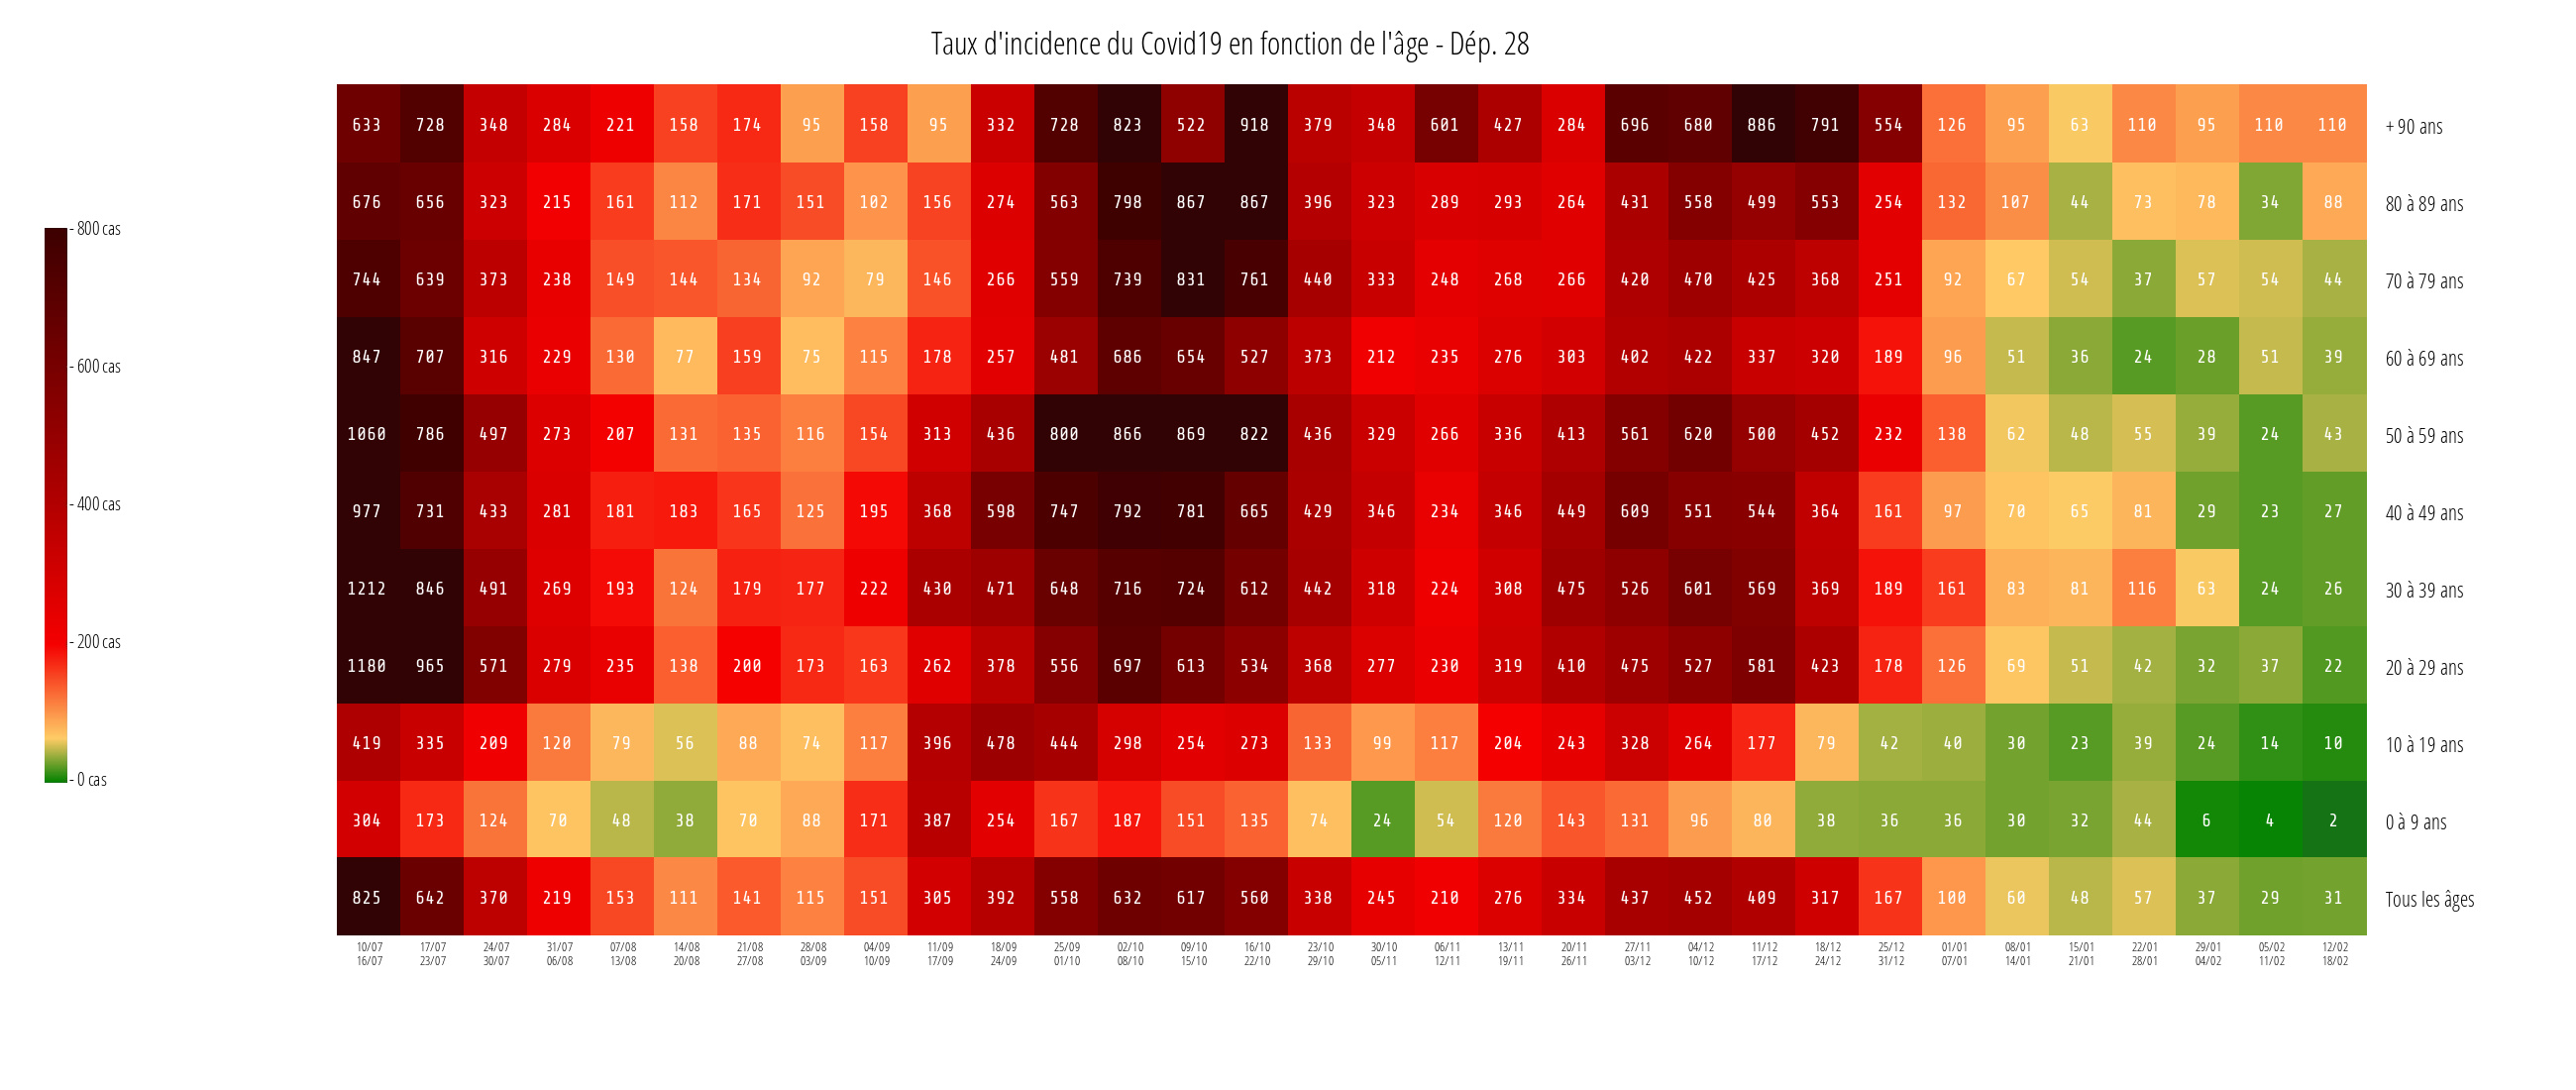 Taux d'incidence du Covid19 en fonction de l'âge - Dép. 28
- 800 cas
- 600 cas
- 400 cas
- 200 cas
- 0 cas
633 728 348 284 221 158 174 95 158 95 332 728 823 522 918 379 348 601 427 284 696 680 886 791 554 126 95 63 110 95 110 110 + 90 ans
676 656 323 215 161 112 171 151 102 156 274 563 798 867 867 396 323 289 293 264 431 558 499 553 254 132 107 44 73 78 34 88 80 à 89 ans
744 639 373 238 149 144 134 92 79 146 266 559 739 831 761 440 333 248 268 266 420 470 425 368 251 92 67 54 37 57 54 44 70 à 79 ans
847 707 316 229 130 77 159 75 115 178 257 481 686 654 527 373 212 235 276 303 402 422 337 320 189 96 51 36 24 28 51 39 60 à 69 ans
1060 786 497 273 207 131 135 116 154 313 436 800 866 869 822 436 329 266 336 413 561 620 500 452 232 138 62 48 55 39 24 43 50 à 59 ans
977 731 433 281 181 183 165 125 195 368 598 747 792 781 665 429 346 234 346 449 609 551 544 364 161 97 70 65 81 29 23 27 40 à 49 ans
1212 846 491 269 193 124 179 177 222 430 471 648 716 724 612 442 318 224 308 475 526 601 569 369 189 161 83 81 116 63 24 26 30 à 39 ans
1180 965 571 279 235 138 200 173 163 262 378 556 697 613 534 368 277 230 319 410 475 527 581 423 178 126 69 51 42 32 37 22 20 à 29 ans
419 335 209 120 79 56 88 74 117 396 478 444 298 254 273 133 99 117 204 243 328 264 177 79 42 40 30 23 39 24 14 10 10 à 19 ans
304 173 124 70 48 38 70 88 171 387 254 167 187 151 135 74 24 54 120 143 131 96 80 38 36 36 30 32 44 6 4 2 0 à 9 ans
825 642 370 219 153 111 141 115 151 305 392 558 632 617 560 338 245 210 276 334 437 452 409 317 167 100 60 48 57 37 29 31 Tous les âges
10/07 17/07 24/07 31/07 07/08 14/08 21/08 28/08 04/09 11/09 18/09 25/09 02/10 09/10 16/10 23/10 30/10 06/11 13/11 20/11 27/11 04/12 11/12 18/12 25/12 01/01 08/01 15/01 22/01 29/01 05/02 12/02
16/07 23/07 30/07 06/08 13/08 20/08 27/08 03/09 10/09 17/09 24/09 01/10 08/10 15/10 22/10 29/10 05/11 12/11 19/11 26/11 03/12 10/12 17/12 24/12 31/12 07/01 14/01 21/01 28/01 04/02 11/02 18/02